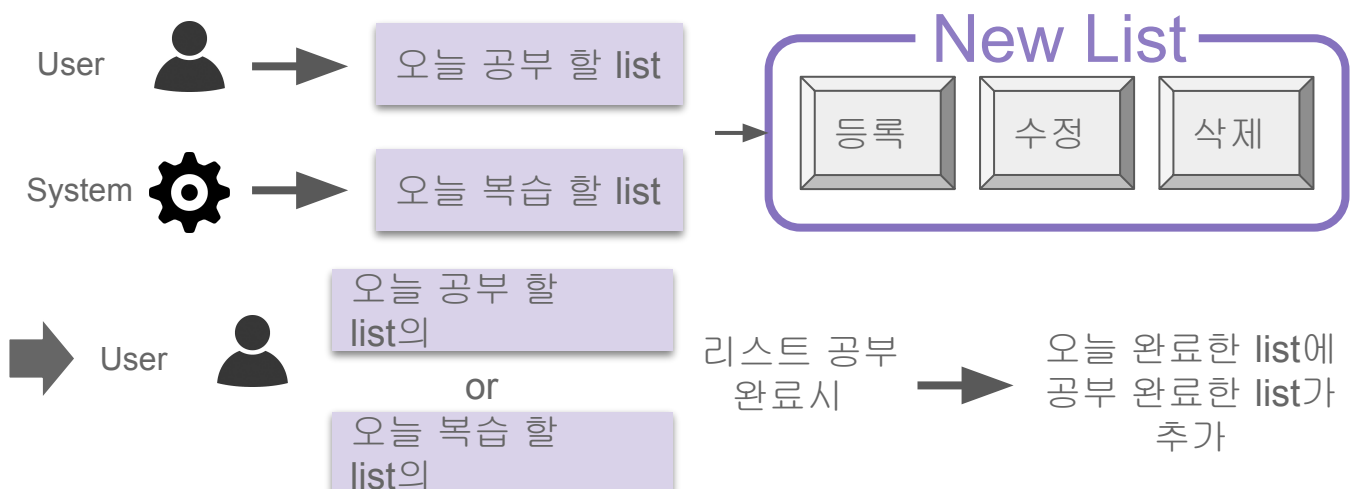 User
오늘 공부 할 list
System
오늘 복습 할 list
New List
등록
수정
삭제
User
오늘 공부 할
list의
or
오늘 복습 할
list의
리스트 공부
완료시
오늘 완료한 list에
공부 완료한 list가
추가